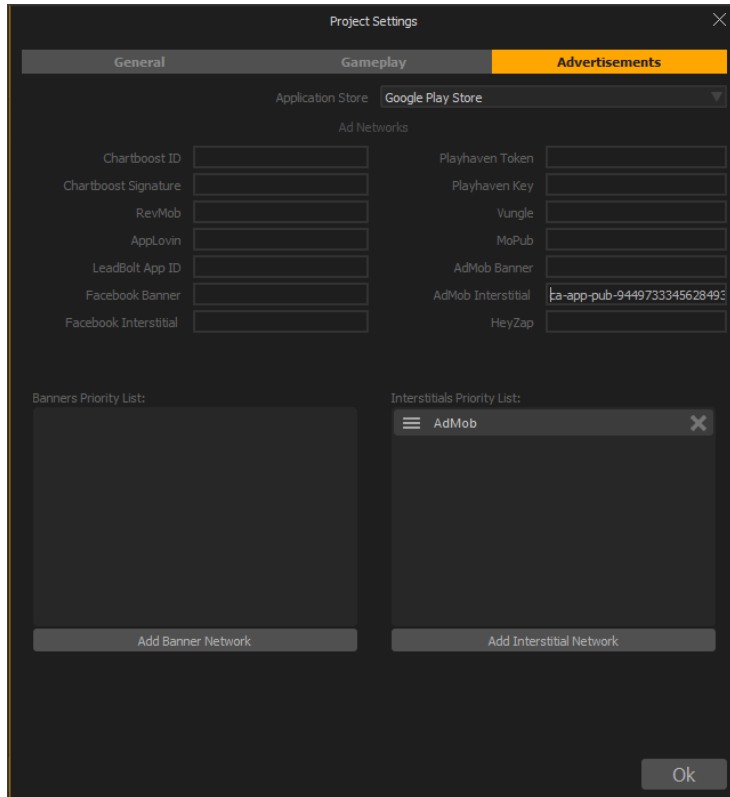 Project Settings
General Gameplay Advertisements
Application Store Google Play Store
Ad Networks
Chartboost ID Playhaven Token
Chartboost Signature Playhaven Key
RevMob Vungle
AppLovin MoPub
LeadBolt App ID AdMob Banner
Facebook Banner AdMob Interstitial ca-app-pub-9449733345628493
Facebook Interstitial HeyZap
Banners Priority List: Interstitials Priority List:
AdMob
Add Banner Network Add Interstitial Network
Ok